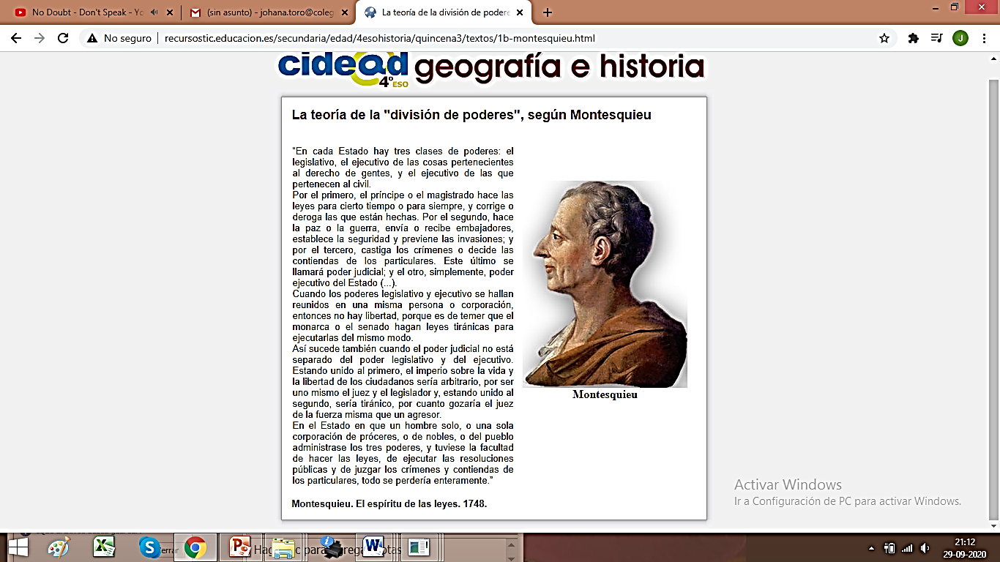 No Doubt - Don't Speak - Yo
(sin asunto) - johana.toro@coleg
La teoría de la división de podere
No seguro
recursostic.educacion.es/secundaria/edad/4esohistoria/quincena3/textos/1b-montesquieu.html
J
cide@d geografía e historia
4º ESO
La teoría de la "división de poderes", según Montesquieu
“En cada Estado hay tres clases de poderes: el
legislativo, el ejecutivo de las cosas pertenecientes
al derecho de gentes, y el ejecutivo de las que
pertenecen al civil.
Por el primero, el príncipe o el magistrado hace las
leyes para cierto tiempo o para siempre, y corrige o
deroga las que están hechas. Por el segundo, hace
la paz o la guerra, envía o recibe embajadores,
establece la seguridad y previene las invasiones; y
por el tercero, castiga los crímenes o decide las
contiendas de los particulares. Este último se
llamará poder judicial; y el otro, simplemente, poder
ejecutivo del Estado (...).
Cuando los poderes legislativo y ejecutivo se hallan
reunidos en una misma persona o corporación,
entonces no hay libertad, porque es de temer que el
monarca o el senado hagan leyes tiránicas para
ejecutarlas del mismo modo.
Así sucede también cuando el poder judicial no está
separado del poder legislativo y del ejecutivo.
Estando unido al primero, el imperio sobre la vida y
la libertad de los ciudadanos sería arbitrario, por ser
uno mismo el juez y el legislador y, estando unido al
segundo, sería tiránico, por cuanto gozaría el juez
de la fuerza misma que un agresor.
En el Estado en que un hombre solo, o una sola
corporación de próceres, o de nobles, o del pueblo
administrase los tres poderes, y tuviese la facultad
de hacer las leyes, de ejecutar las resoluciones
públicas y de juzgar los crímenes y contiendas de
los particulares, todo se perdería enteramente.”
Montesquieu. El espíritu de las leyes. 1748.
Montesquieu
Activar Windows
Ir a Configuración de PC para activar Windows.
21:12
29-09-2020